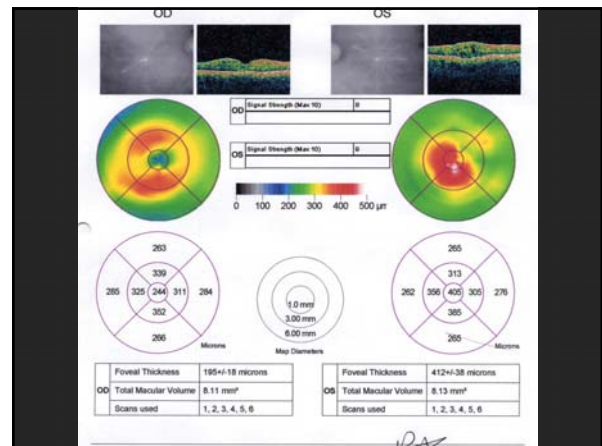 OD
OS
OD Signal Strength (Max 10)
OS Signal Strength (Max 10)
0 100 200 300 400 500 µm
263
339
285 325 244 311 284
352
266
Microns
1.0 mm
3.00 mm
6.00 mm
Map Diameters
265
313
262 356 405 305 276
385
265
Microns
OD
Foveal Thickness 195+/-18 microns
Total Macular Volume 8.11 mm³
Scans used 1, 2, 3, 4, 5, 6
OS
Foveal Thickness 412+/-38 microns
Total Macular Volume 8.13 mm³
Scans used 1, 2, 3, 4, 5, 6